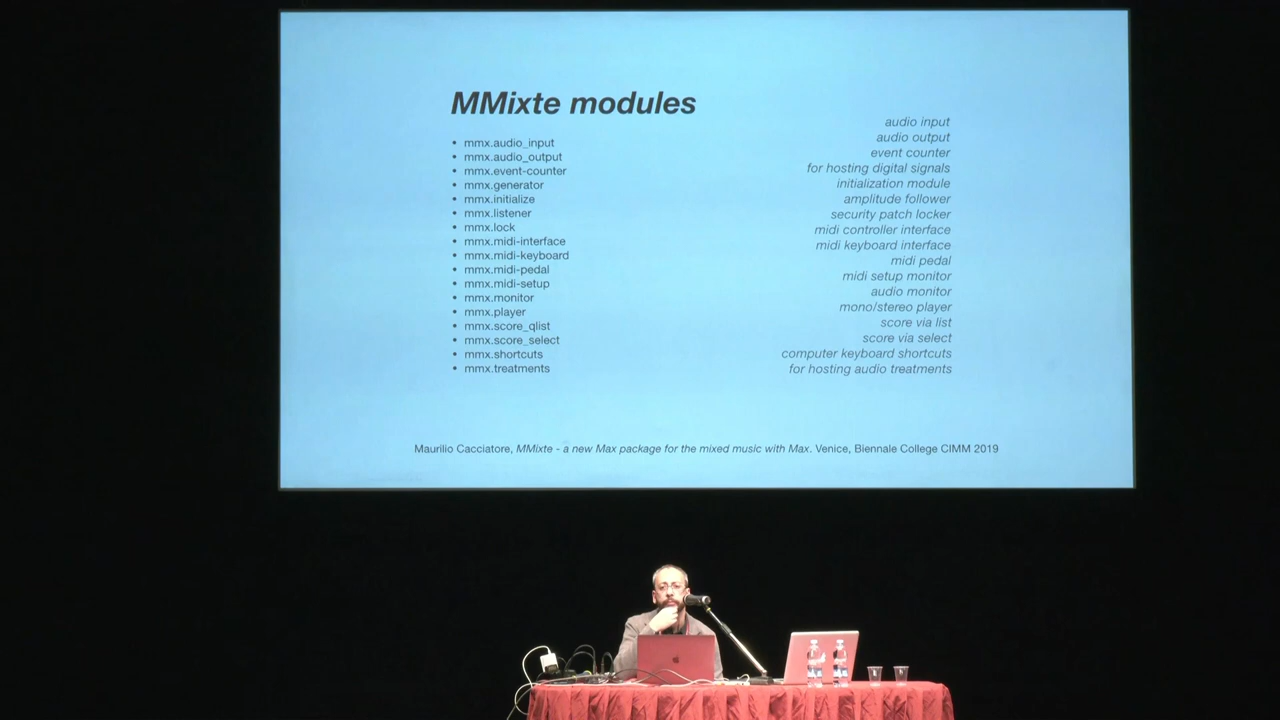 MMixte modules
• mmx.audio_input
• mmx.audio_output
• mmx.event-counter
• mmx.generator
• mmx.initialize
• mmx.listener
• mmx.lock
• mmx.midi-interface
• mmx.midi-keyboard
• mmx.midi-pedal
• mmx.midi-setup
• mmx.monitor
• mmx.player
• mmx.score_qlist
• mmx.score_select
• mmx.shortcuts
• mmx.treatments
audio input
audio output
event counter
for hosting digital signals
initialization module
amplitude follower
security patch locker
midi controller interface
midi keyboard interface
midi pedal
midi setup monitor
audio monitor
mono/stereo player
score via list
score via select
computer keyboard shortcuts
for hosting audio treatments
Maurilio Cacciatore, MMixte - a new Max package for the mixed music with Max. Venice, Biennale College CIMM 2019